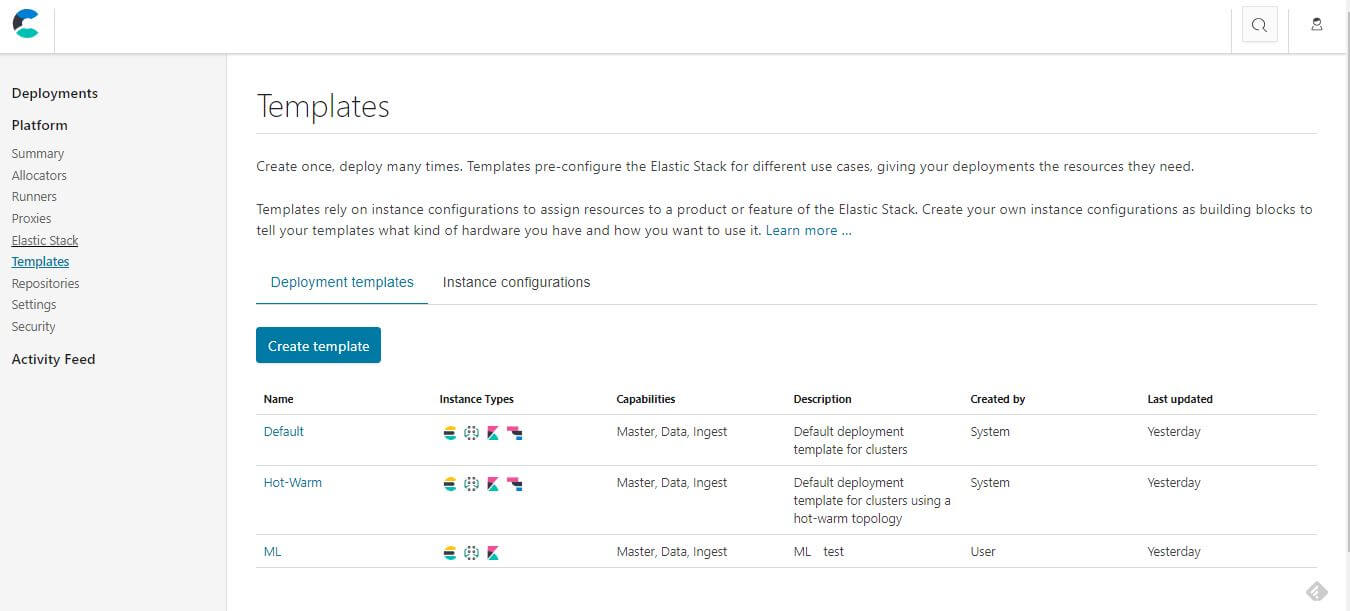 Deployments
Platform
Summary
Allocators
Runners
Proxies
Elastic Stack
Templates
Repositories
Settings
Security
Activity Feed
Templates
Create once, deploy many times. Templates pre-configure the Elastic Stack for different use cases, giving your deployments the resources they need.
Templates rely on instance configurations to assign resources to a product or feature of the Elastic Stack. Create your own instance configurations as building blocks to
tell your templates what kind of hardware you have and how you want to use it. Learn more ...
Deployment templates Instance configurations
Create template
Name Instance Types Capabilities Description Created by Last updated
Default Master, Data, Ingest Default deployment System Yesterday
template for clusters
Hot-Warm Master, Data, Ingest Default deployment System Yesterday
template for clusters using a
hot-warm topology
ML Master, Data, Ingest ML test User Yesterday